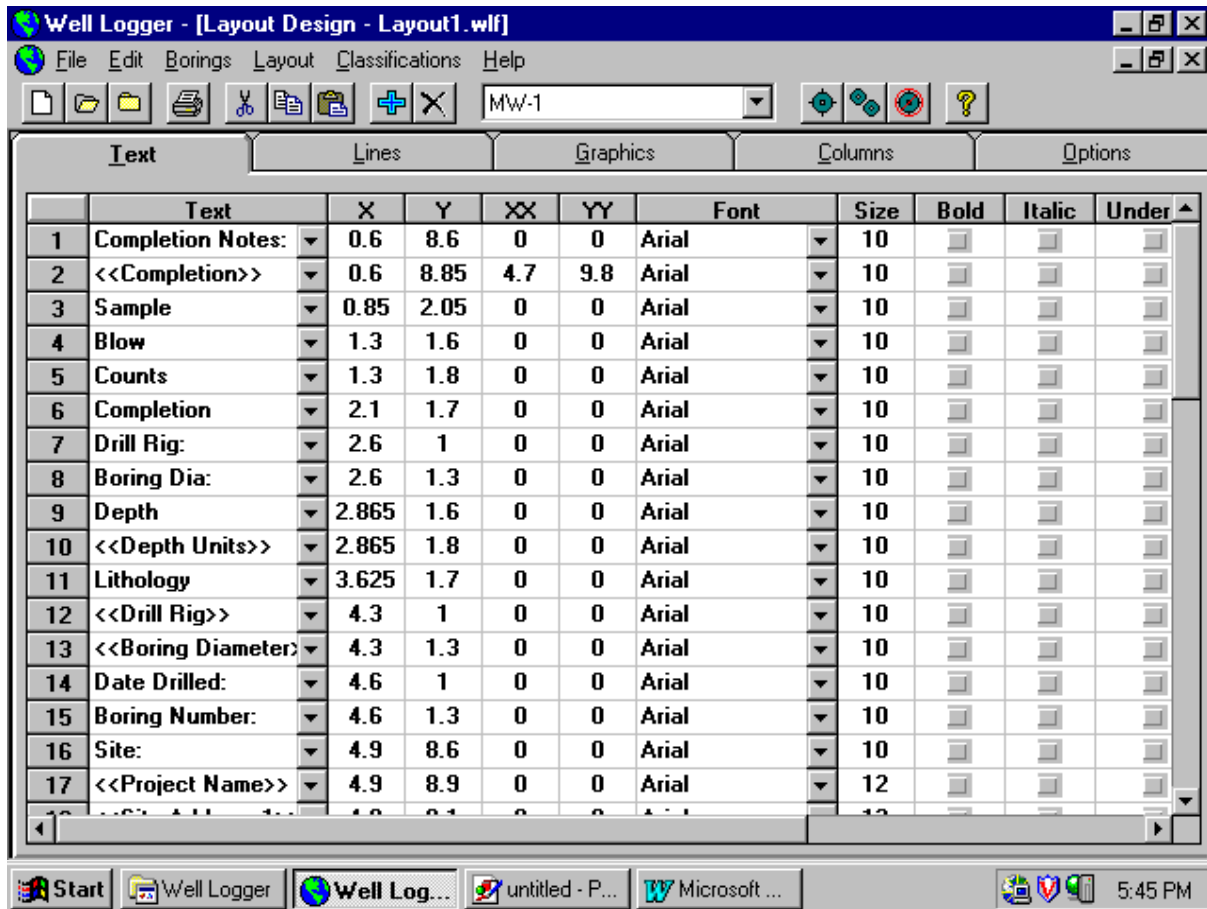 Well Logger - [Layout Design - Layout1.wlf]
File Edit Borings Layout Classifications Help
MW-1
Text Lines Graphics Columns Options
Text X Y XX YY Font Size Bold Italic Under
1 Completion Notes: 0.6 8.6 0 0 Arial 10
2 <<Completion>> 0.6 8.85 4.7 9.8 Arial 10
3 Sample 0.85 2.05 0 0 Arial 10
4 Blow 1.3 1.6 0 0 Arial 10
5 Counts 1.3 1.8 0 0 Arial 10
6 Completion 2.1 1.7 0 0 Arial 10
7 Drill Rig: 2.6 1 0 0 Arial 10
8 Boring Dia: 2.6 1.3 0 0 Arial 10
9 Depth 2.865 1.6 0 0 Arial 10
10 <<Depth Units>> 2.865 1.8 0 0 Arial 10
11 Lithology 3.625 1.7 0 0 Arial 10
12 <<Drill Rig>> 4.3 1 0 0 Arial 10
13 <<Boring Diameter> 4.3 1.3 0 0 Arial 10
14 Date Drilled: 4.6 1 0 0 Arial 10
15 Boring Number: 4.6 1.3 0 0 Arial 10
16 Site: 4.9 8.6 0 0 Arial 10
17 <<Project Name>> 4.9 8.9 0 0 Arial 12
Start Well Logger Well Log... untitled - P... Microsoft ... 5:45 PM